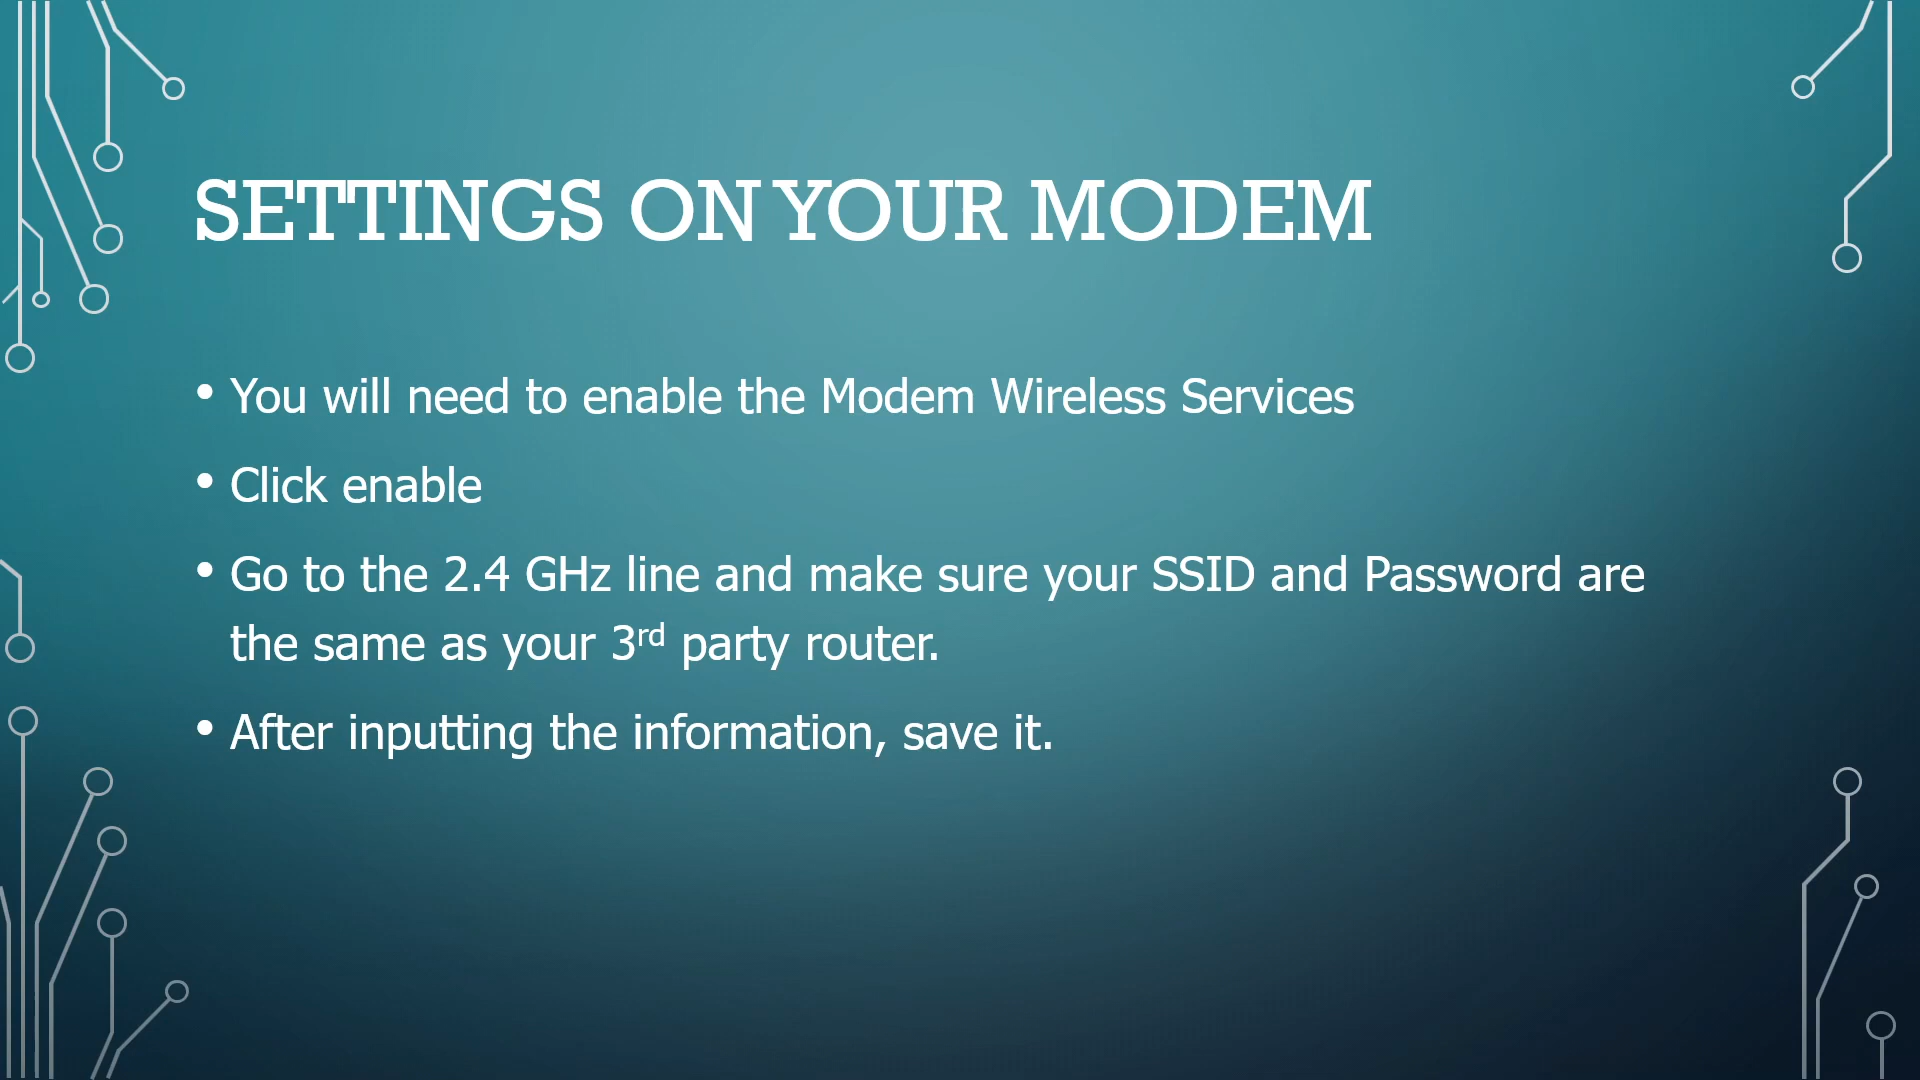 SETTINGS ON YOUR MODEM
• You will need to enable the Modem Wireless Services
• Click enable
• Go to the 2.4 GHz line and make sure your SSID and Password are
the same as your 3rd party router.
• After inputting the information, save it.